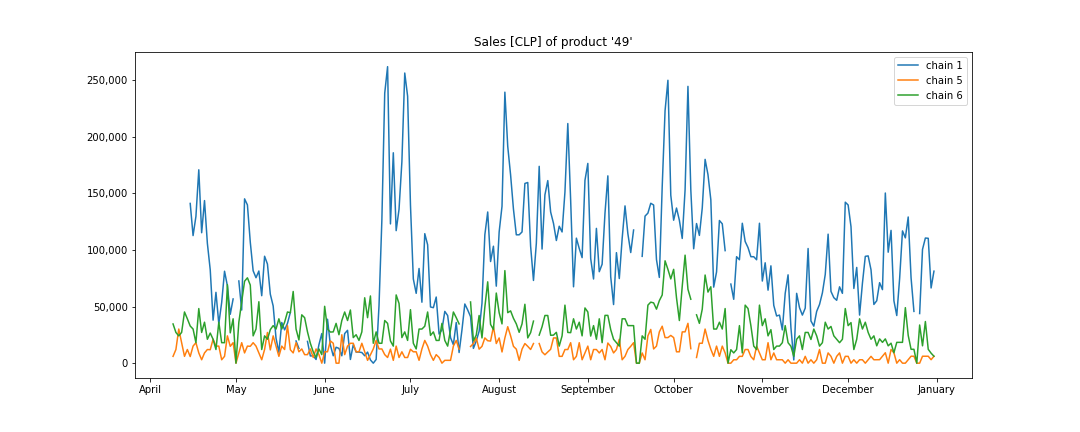 Sales [CLP] of product '49'
chain 1
chain 5
chain 6
250,000
200,000
150,000
100,000
50,000
0
April May June July August September October November December January